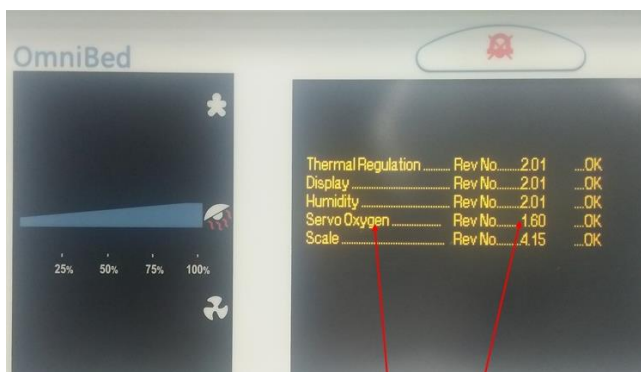 OmniBed
Thermal Regulation ........ Rev No.......2.01 ...OK
Display ............................. Rev No.......2.01 ...OK
Humidity .......................... Rev No.......2.01 ...OK
Servo Oxygen ................ Rev No.......1.60 ...OK
Scale ................................ Rev No.......4.15 ...OK
25% 50% 75% 100%